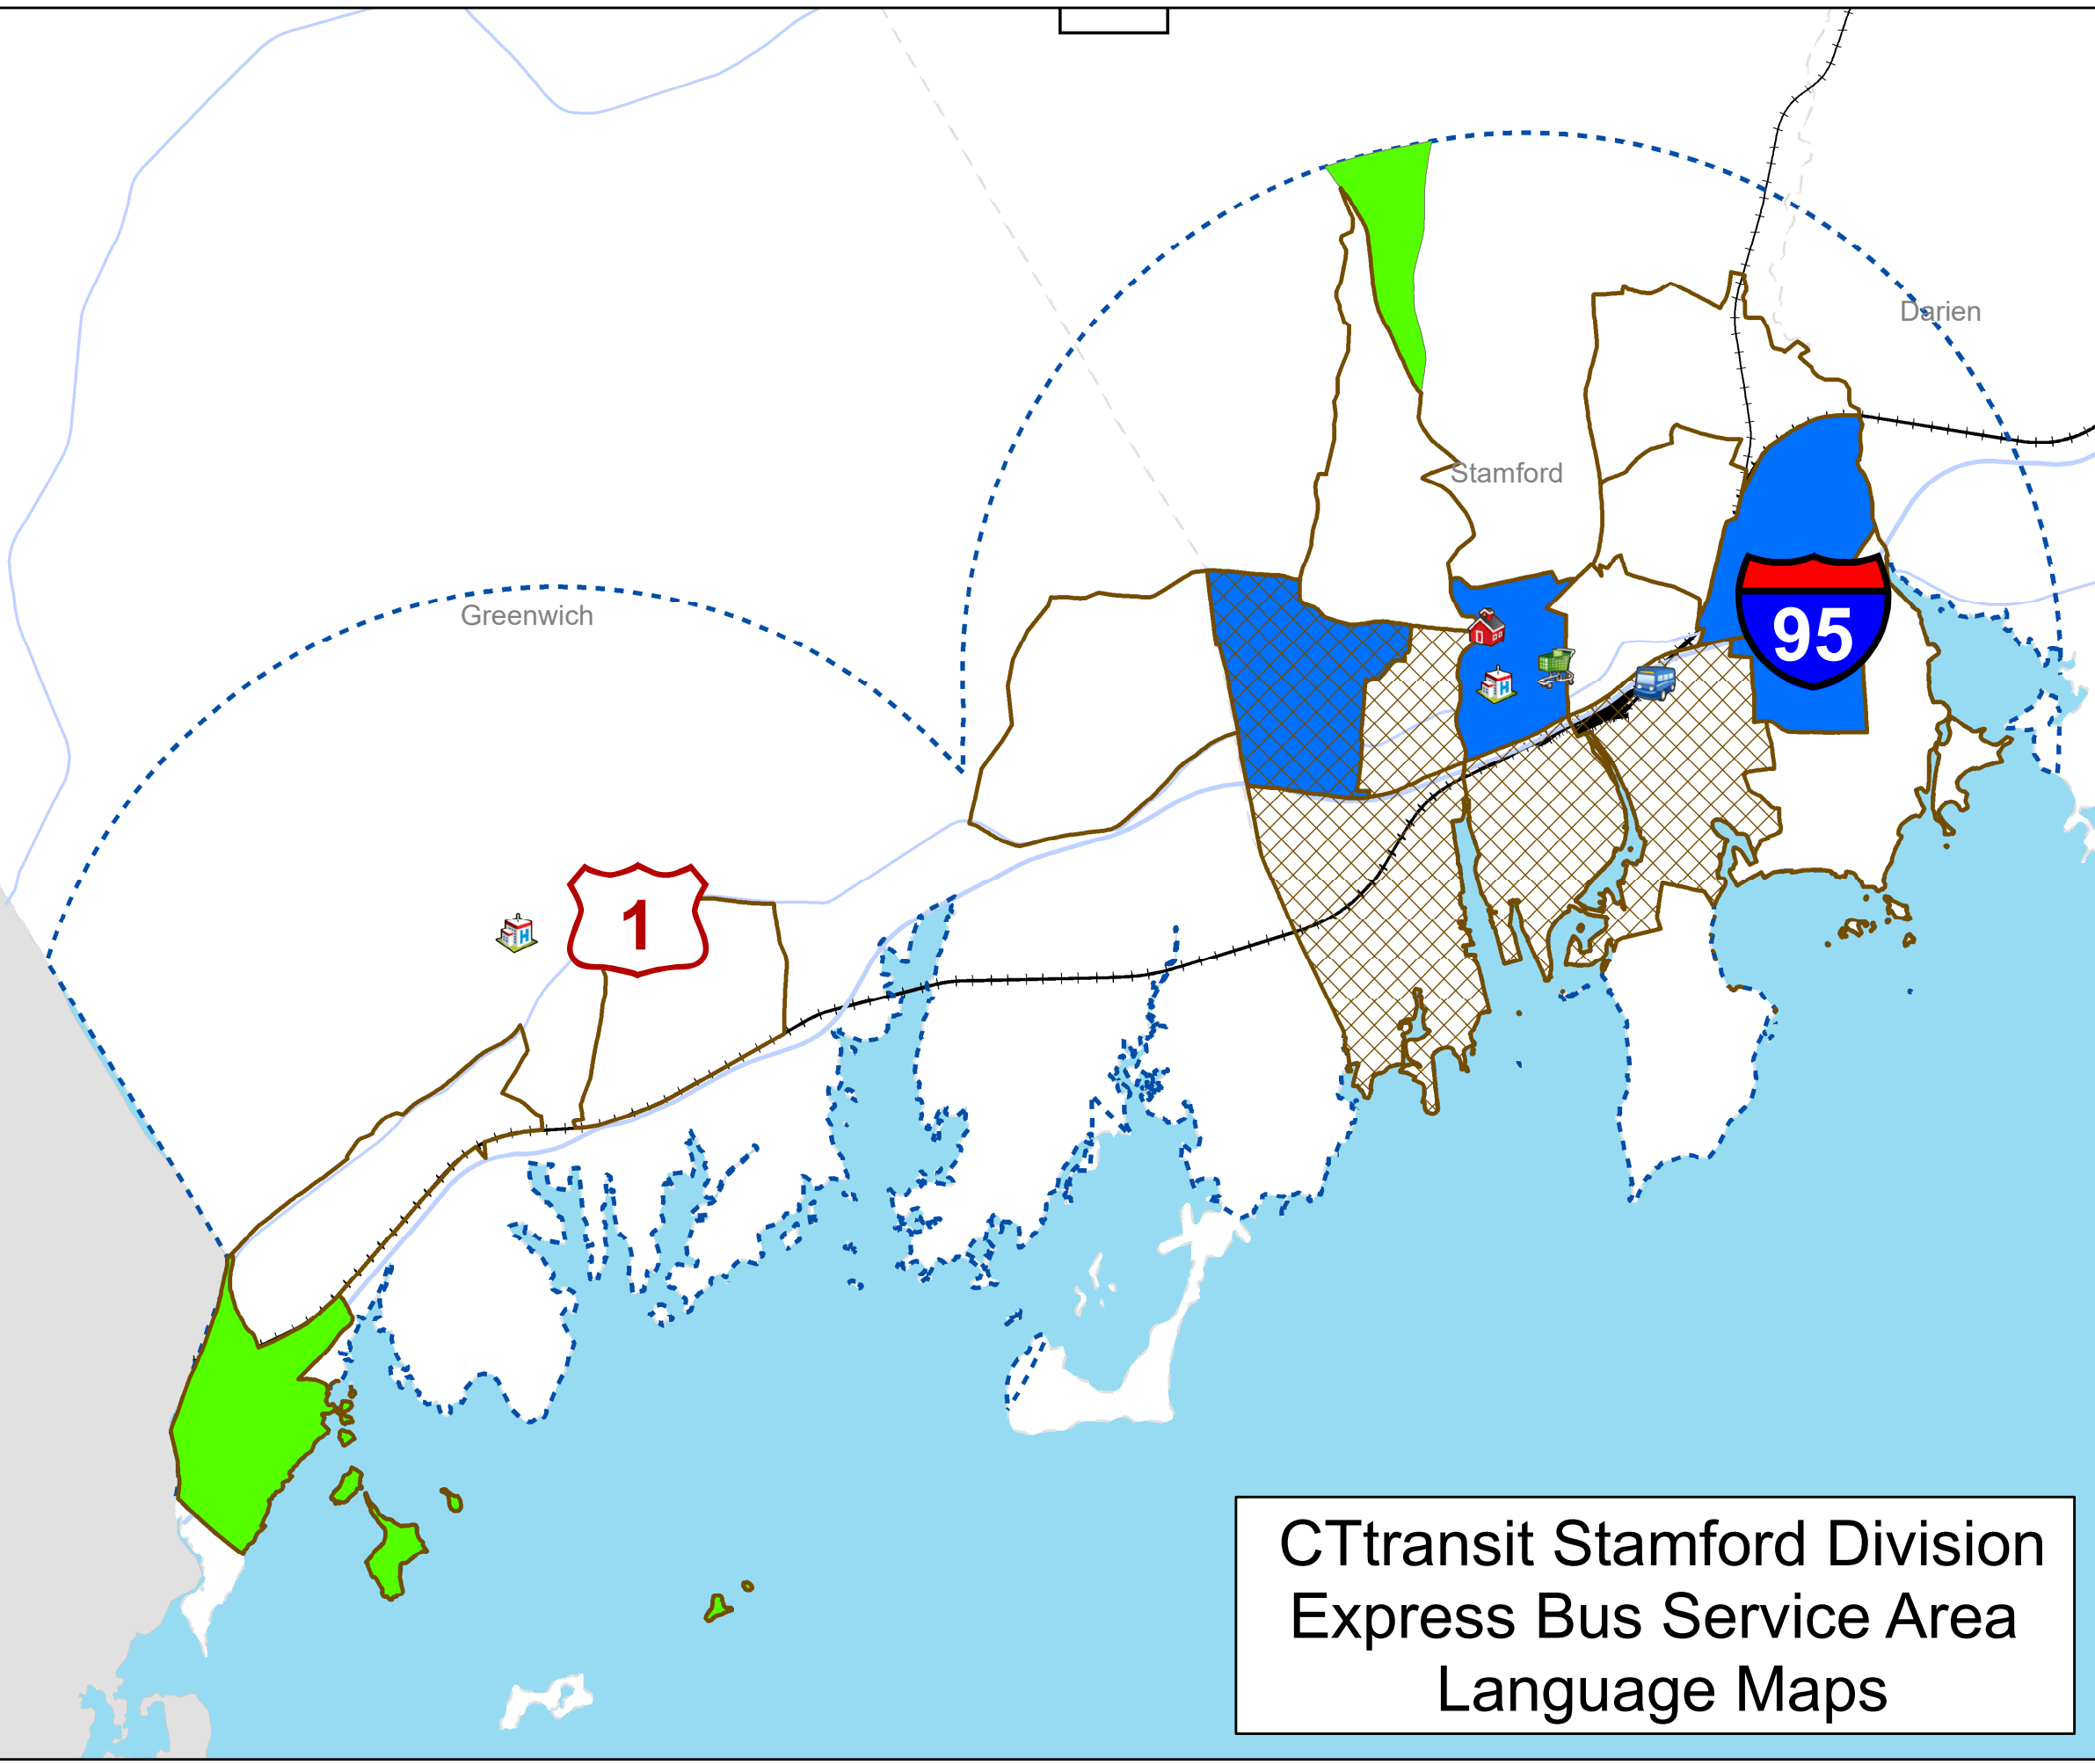 Darien
Stamford
Greenwich
95
H
H
1
CTtransit Stamford Division
Express Bus Service Area
Language Maps